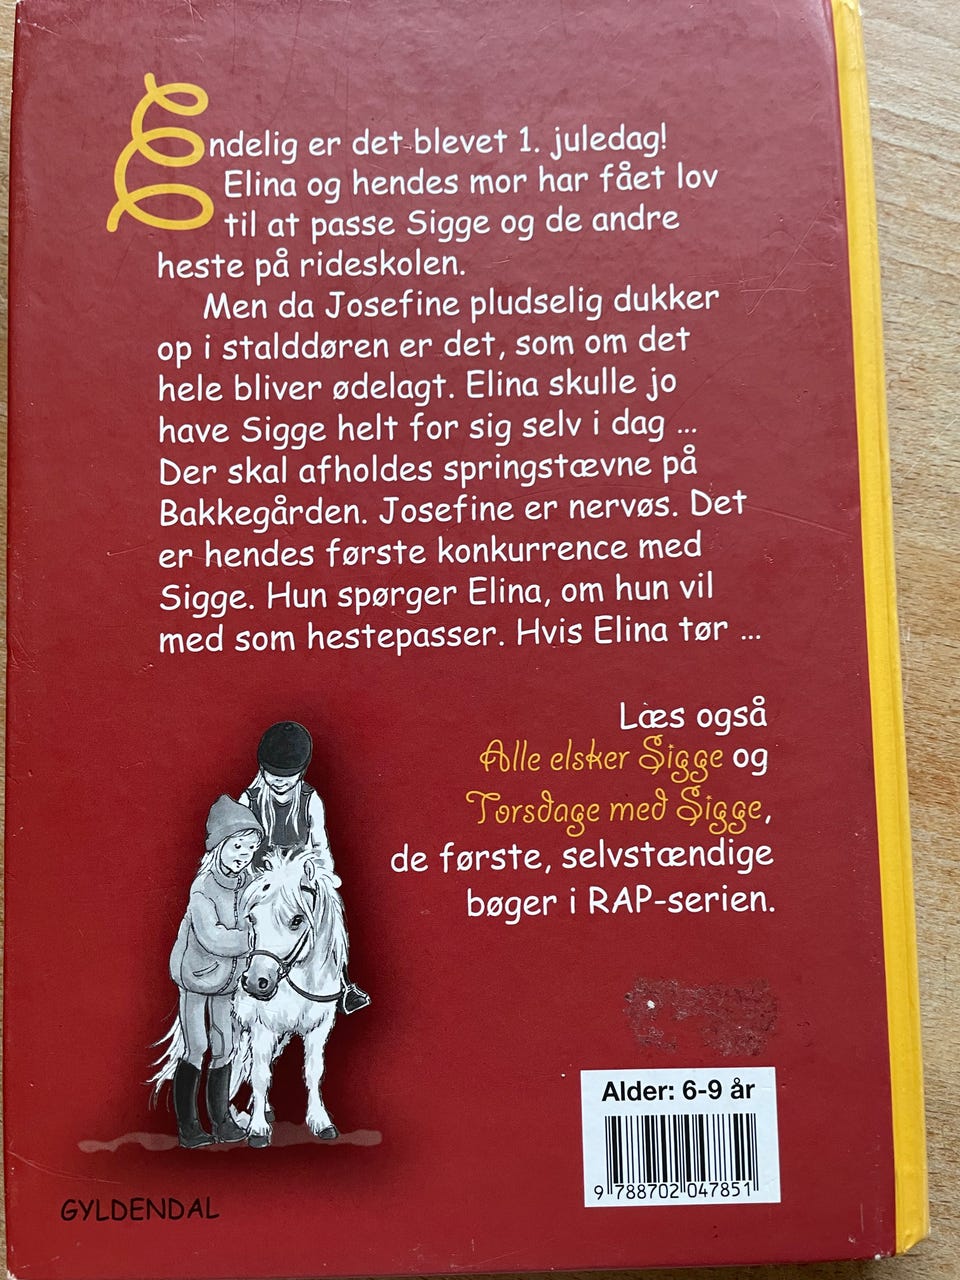 Endelig er det blevet 1. juledag!
Elina og hendes mor har fået lov
til at passe Sigge og de andre
heste på rideskolen.
Men da Josefine pludselig dukker
op i stalddøren er det, som om det
hele bliver ødelagt. Elina skulle jo
have Sigge helt for sig selv i dag ...
Der skal afholdes springstævne på
Bakkegården. Josefine er nervøs. Det
er hendes første konkurrence med
Sigge. Hun spørger Elina, om hun vil
med som hestepasser. Hvis Elina tør ...
Læs også
Alle elsker Sigge og
Torsdage med Sigge,
de første, selvstændige
bøger i RAP-serien.
Alder: 6-9 år
9 788702 047851
GYLDENDAL